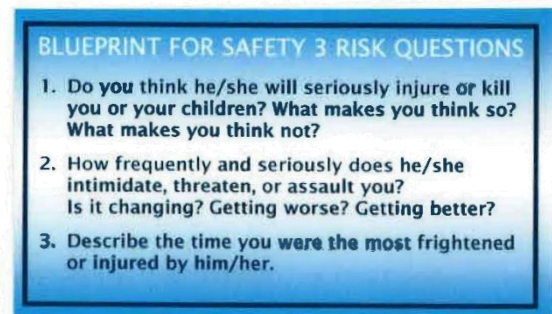 BLUEPRINT FOR SAFETY 3 RISK QUESTIONS
1. Do you think he/she will seriously injure or kill
you or your children? What makes you think so?
What makes you think not?
2. How frequently and seriously does he/she
intimidate, threaten, or assault you?
Is it changing? Getting worse? Getting better?
3. Describe the time you were the most frightened
or injured by him/her.